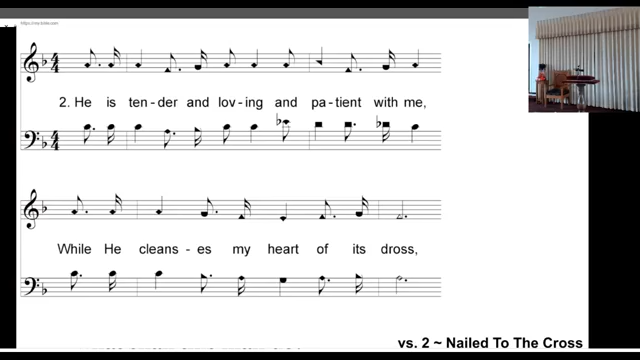 2. He is ten-der and lov-ing and pa-tient with me,
While He cleans-es my heart of its dross,
vs. 2 ~ Nailed To The Cross